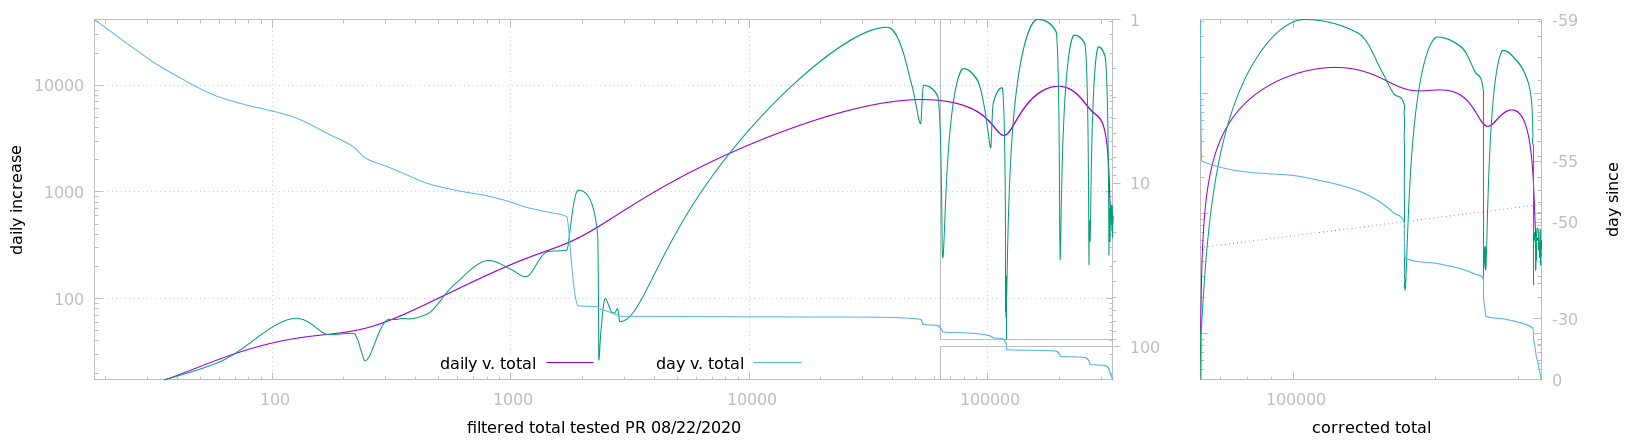 daily increase
10000
1000
100
daily v. total
day v. total
100
1000
10000
100000
filtered total tested PR 08/22/2020
1
10
100
100000
corrected total
-59
-55
-50
-30
0
day since